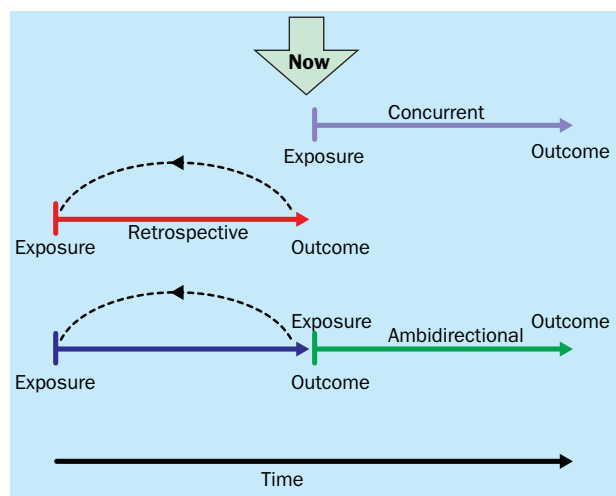 Now
Concurrent
Exposure
Outcome
Retrospective
Exposure
Outcome
Exposure
Outcome
Ambidirectional
Exposure
Outcome
Time